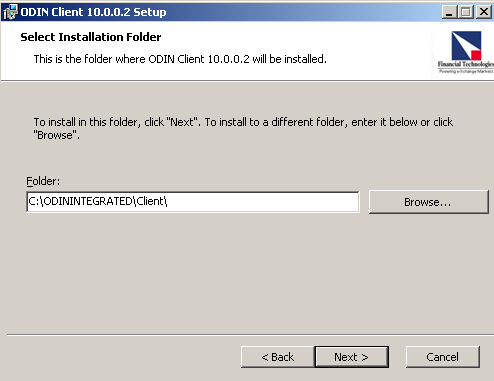 ODIN Client 10.0.0.2 Setup
Select Installation Folder
This is the folder where ODIN Client 10.0.0.2 will be installed.
Financial Technologies
Powering e-Xchange Markets
To install in this folder, click "Next". To install to a different folder, enter it below or click
"Browse".
Folder:
C:\ODININTEGRATED\Client\
Browse...
< Back
Next >
Cancel